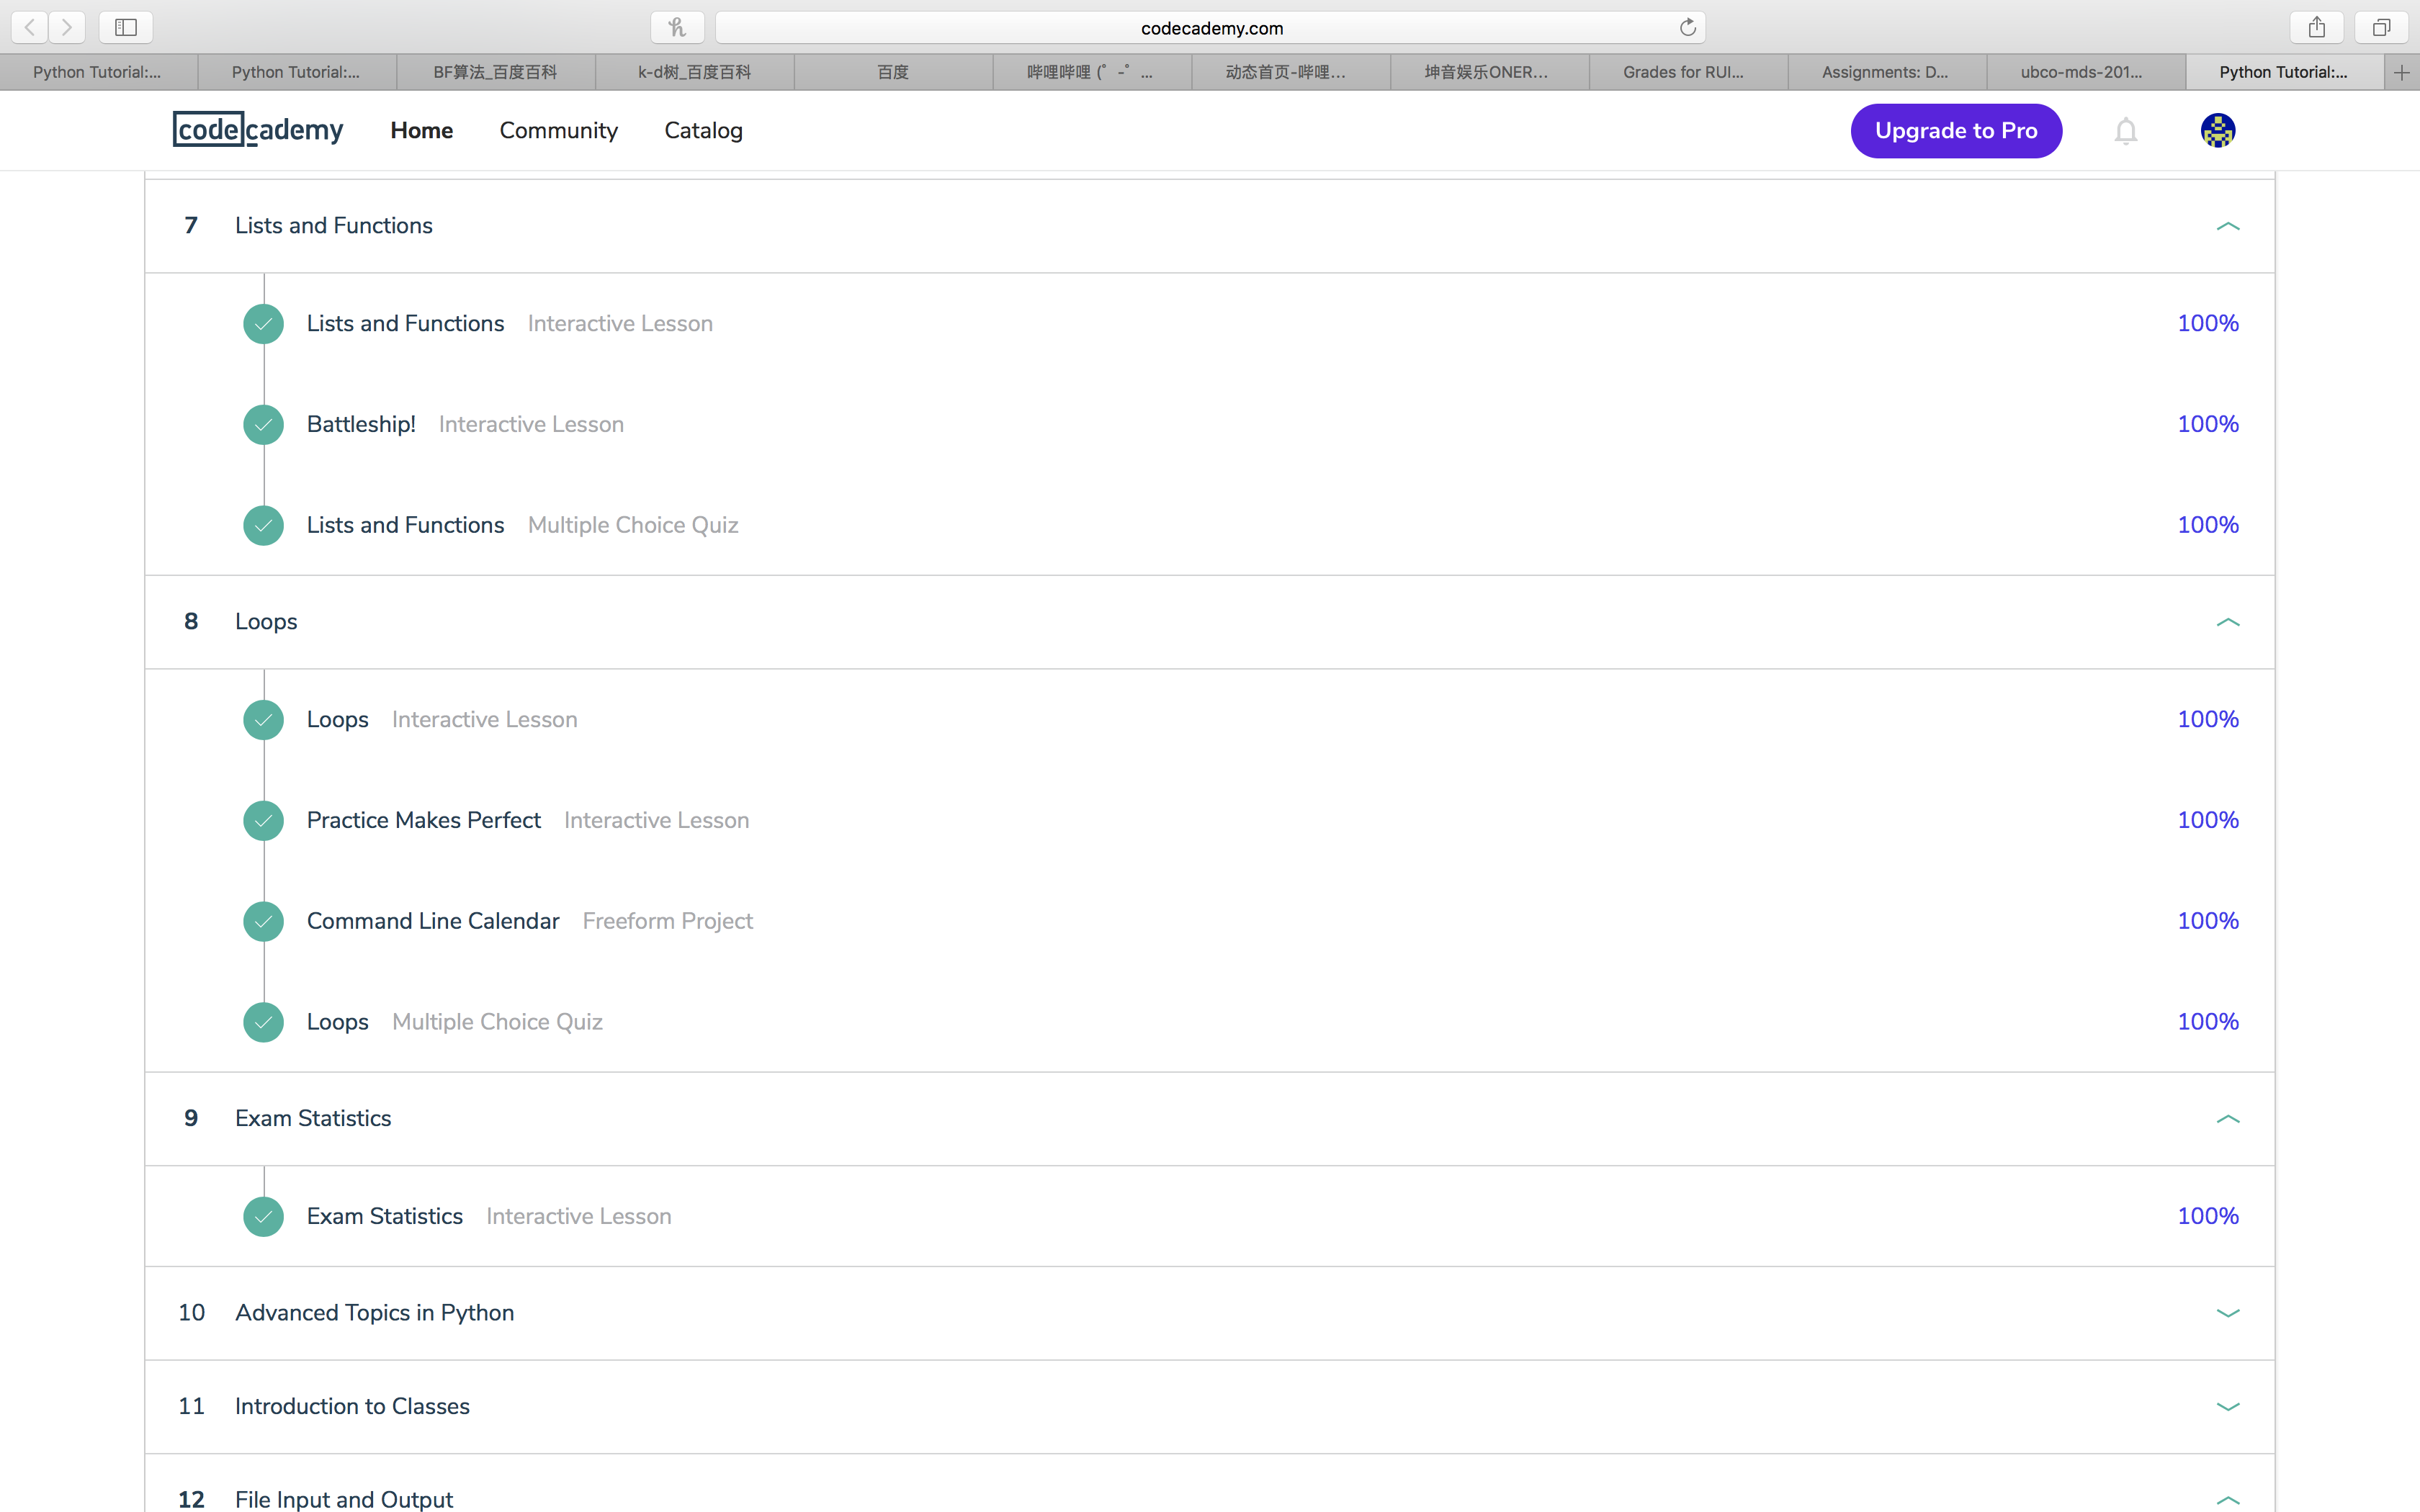 codecademy.com
Python Tutorial:...
Python Tutorial:...
BF算法_百度百科
k-d树_百度百科
百度
哔哩哔哩 (゜-゜...
动态首页-哔哩...
坤音娱乐ONER...
Grades for RUI...
Assignments: D...
ubco-mds-201...
Python Tutorial:...
codecademy
Home
Community
Catalog
Upgrade to Pro
7 Lists and Functions
Lists and Functions Interactive Lesson 100%
Battleship! Interactive Lesson 100%
Lists and Functions Multiple Choice Quiz 100%
8 Loops
Loops Interactive Lesson 100%
Practice Makes Perfect Interactive Lesson 100%
Command Line Calendar Freeform Project 100%
Loops Multiple Choice Quiz 100%
9 Exam Statistics
Exam Statistics Interactive Lesson 100%
10 Advanced Topics in Python
11 Introduction to Classes
12 File Input and Output